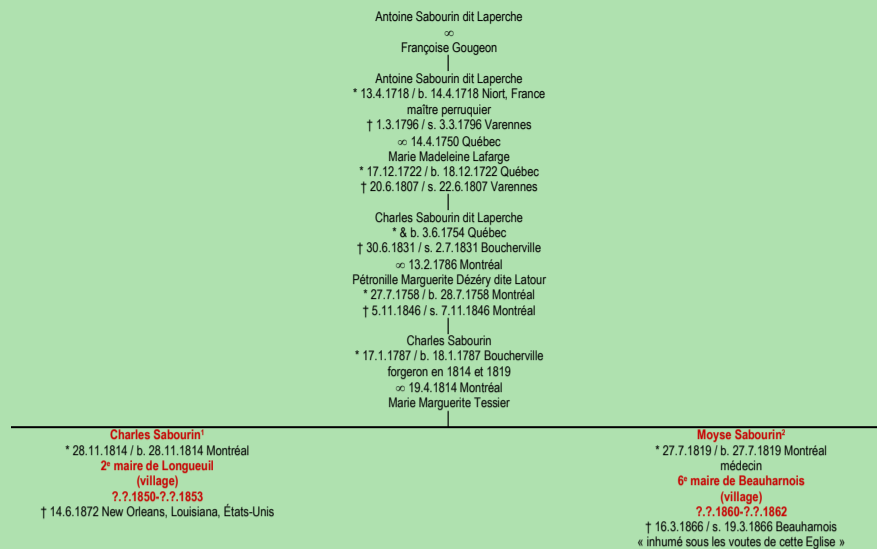 Antoine Sabourin dit Laperche
∞
Françoise Gougeon
Antoine Sabourin dit Laperche
* 13.4.1718 / b. 14.4.1718 Niort, France
maître perruquier
† 1.3.1796 / s. 3.3.1796 Varennes
∞ 14.4.1750 Québec
Marie Madeleine Lafarge
* 17.12.1722 / b. 18.12.1722 Québec
† 20.6.1807 / s. 22.6.1807 Varennes
Charles Sabourin dit Laperche
* & b. 3.6.1754 Québec
† 30.6.1831 / s. 2.7.1831 Boucherville
∞ 13.2.1786 Montréal
Pétronille Marguerite Dézéry dite Latour
* 27.7.1758 / b. 28.7.1758 Montréal
† 5.11.1846 / s. 7.11.1846 Montréal
Charles Sabourin
* 17.1.1787 / b. 18.1.1787 Boucherville
forgeron en 1814 et 1819
∞ 19.4.1814 Montréal
Marie Marguerite Tessier
Charles Sabourin¹
* 28.11.1814 / b. 28.11.1814 Montréal
2ᵉ maire de Longueuil
(village)
?.?.1850-?.?.1853
† 14.6.1872 New Orleans, Louisiana, États-Unis
Moyse Sabourin²
* 27.7.1819 / b. 27.7.1819 Montréal
médecin
6ᵉ maire de Beauharnois
(village)
?.?.1860-?.?.1862
† 16.3.1866 / s. 19.3.1866 Beauharnois
« inhumé sous les voutes de cette Eglise »